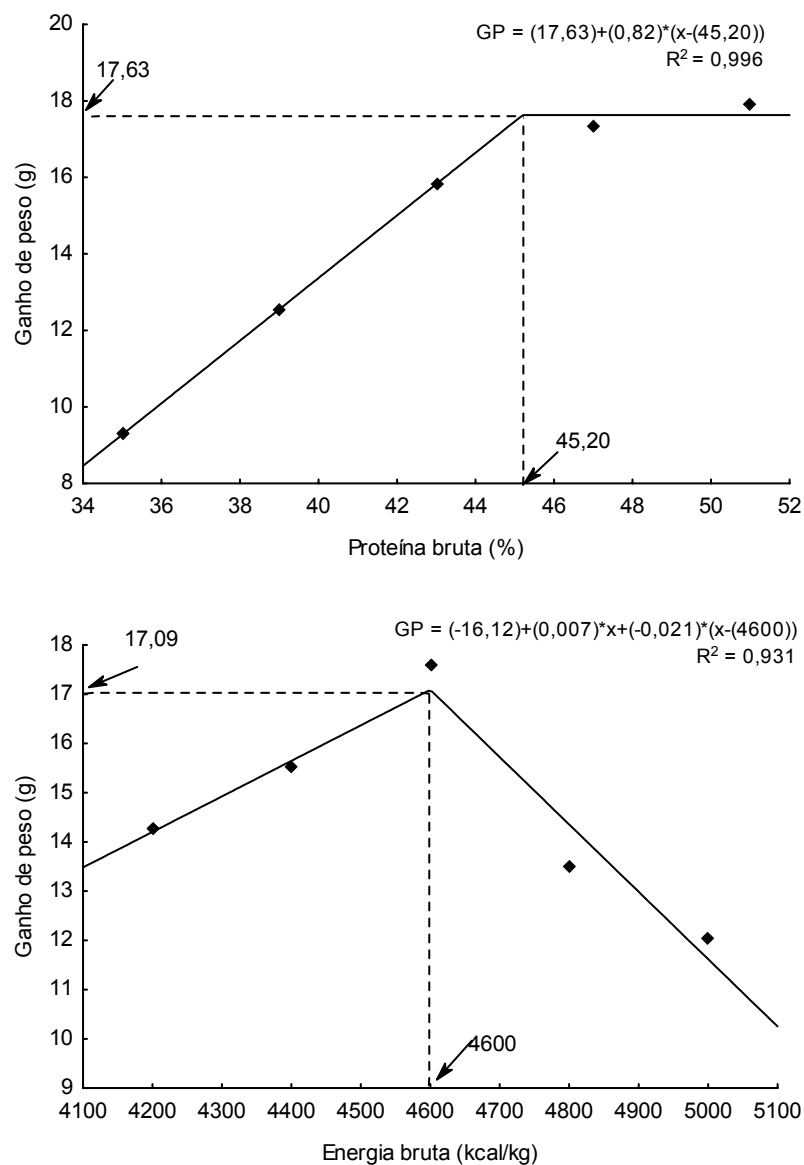 GP = (17,63)+(0,82)*(x-(45,20))
R² = 0,996
17,63
20
18
16
14
12
10
8
Ganho de peso (g)
45,20
34 36 38 40 42 44 46 48 50 52
Proteína bruta (%)
GP = (-16,12)+(0,007)*x+(-0,021)*(x-(4600))
R² = 0,931
17,09
18
17
16
15
14
13
12
11
10
9
Ganho de peso (g)
4600
4100 4200 4300 4400 4500 4600 4700 4800 4900 5000 5100
Energia bruta (kcal/kg)